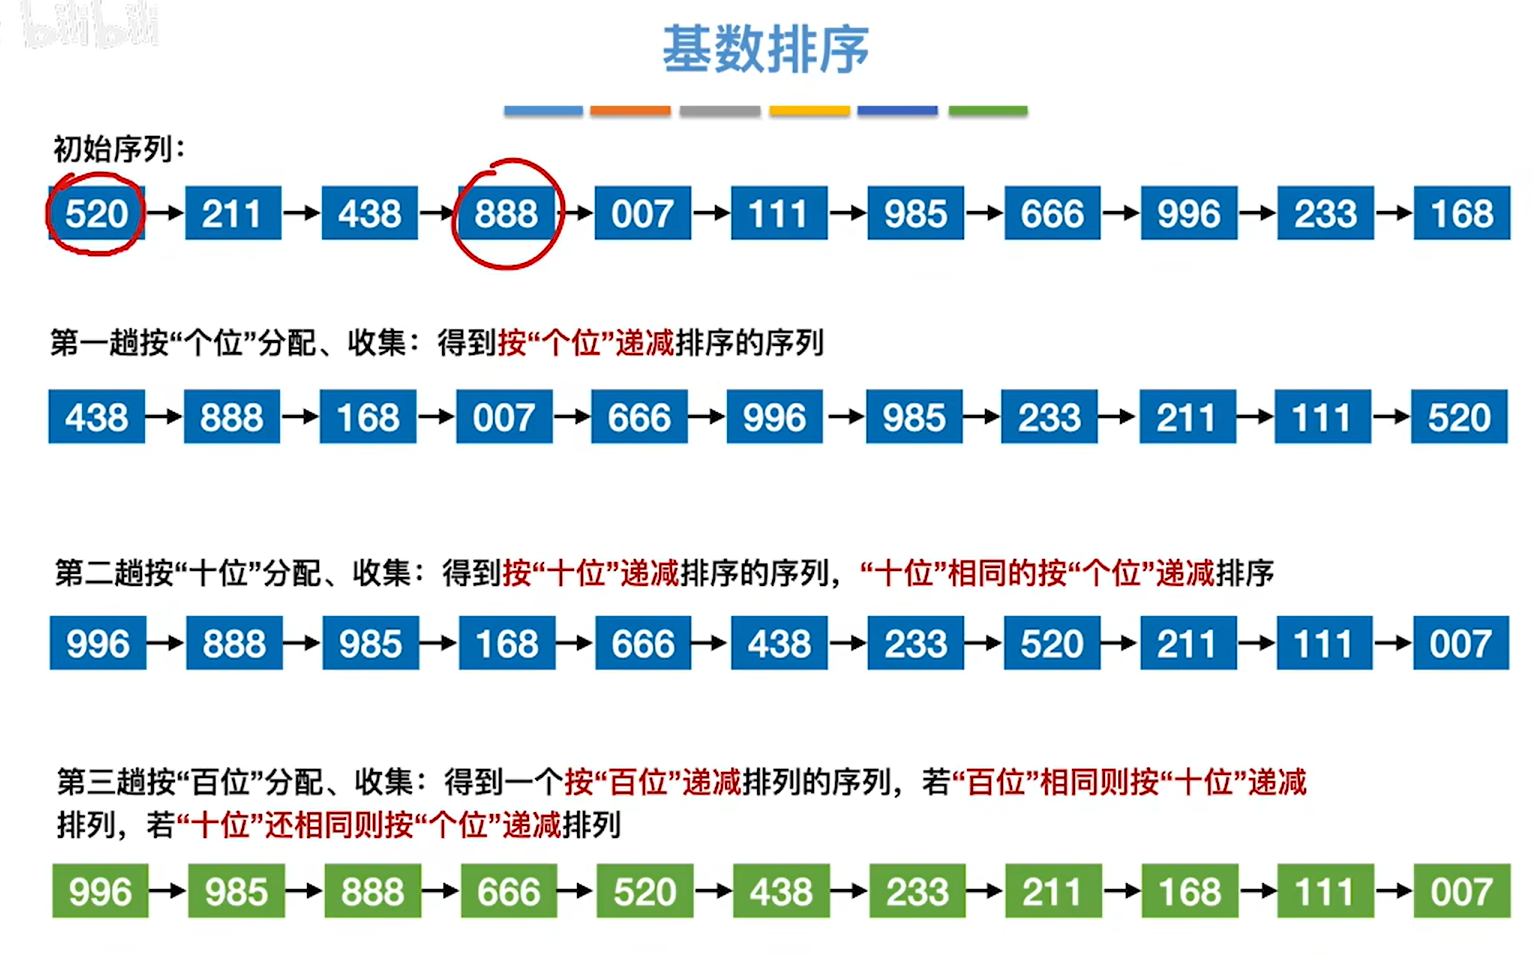 bilibili
基数排序
初始序列：
520 211 438 888 007 111 985 666 996 233 168
第一趟按“个位”分配、收集：得到按“个位”递减排序的序列
438 888 168 007 666 996 985 233 211 111 520
第二趟按“十位”分配、收集：得到按“十位”递减排序的序列，“十位”相同的按“个位”递减排序
996 888 985 168 666 438 233 520 211 111 007
第三趟按“百位”分配、收集：得到一个按“百位”递减排列的序列，若“百位”相同则按“十位”递减
排列，若“十位”还相同则按“个位”递减排列
996 985 888 666 520 438 233 211 168 111 007